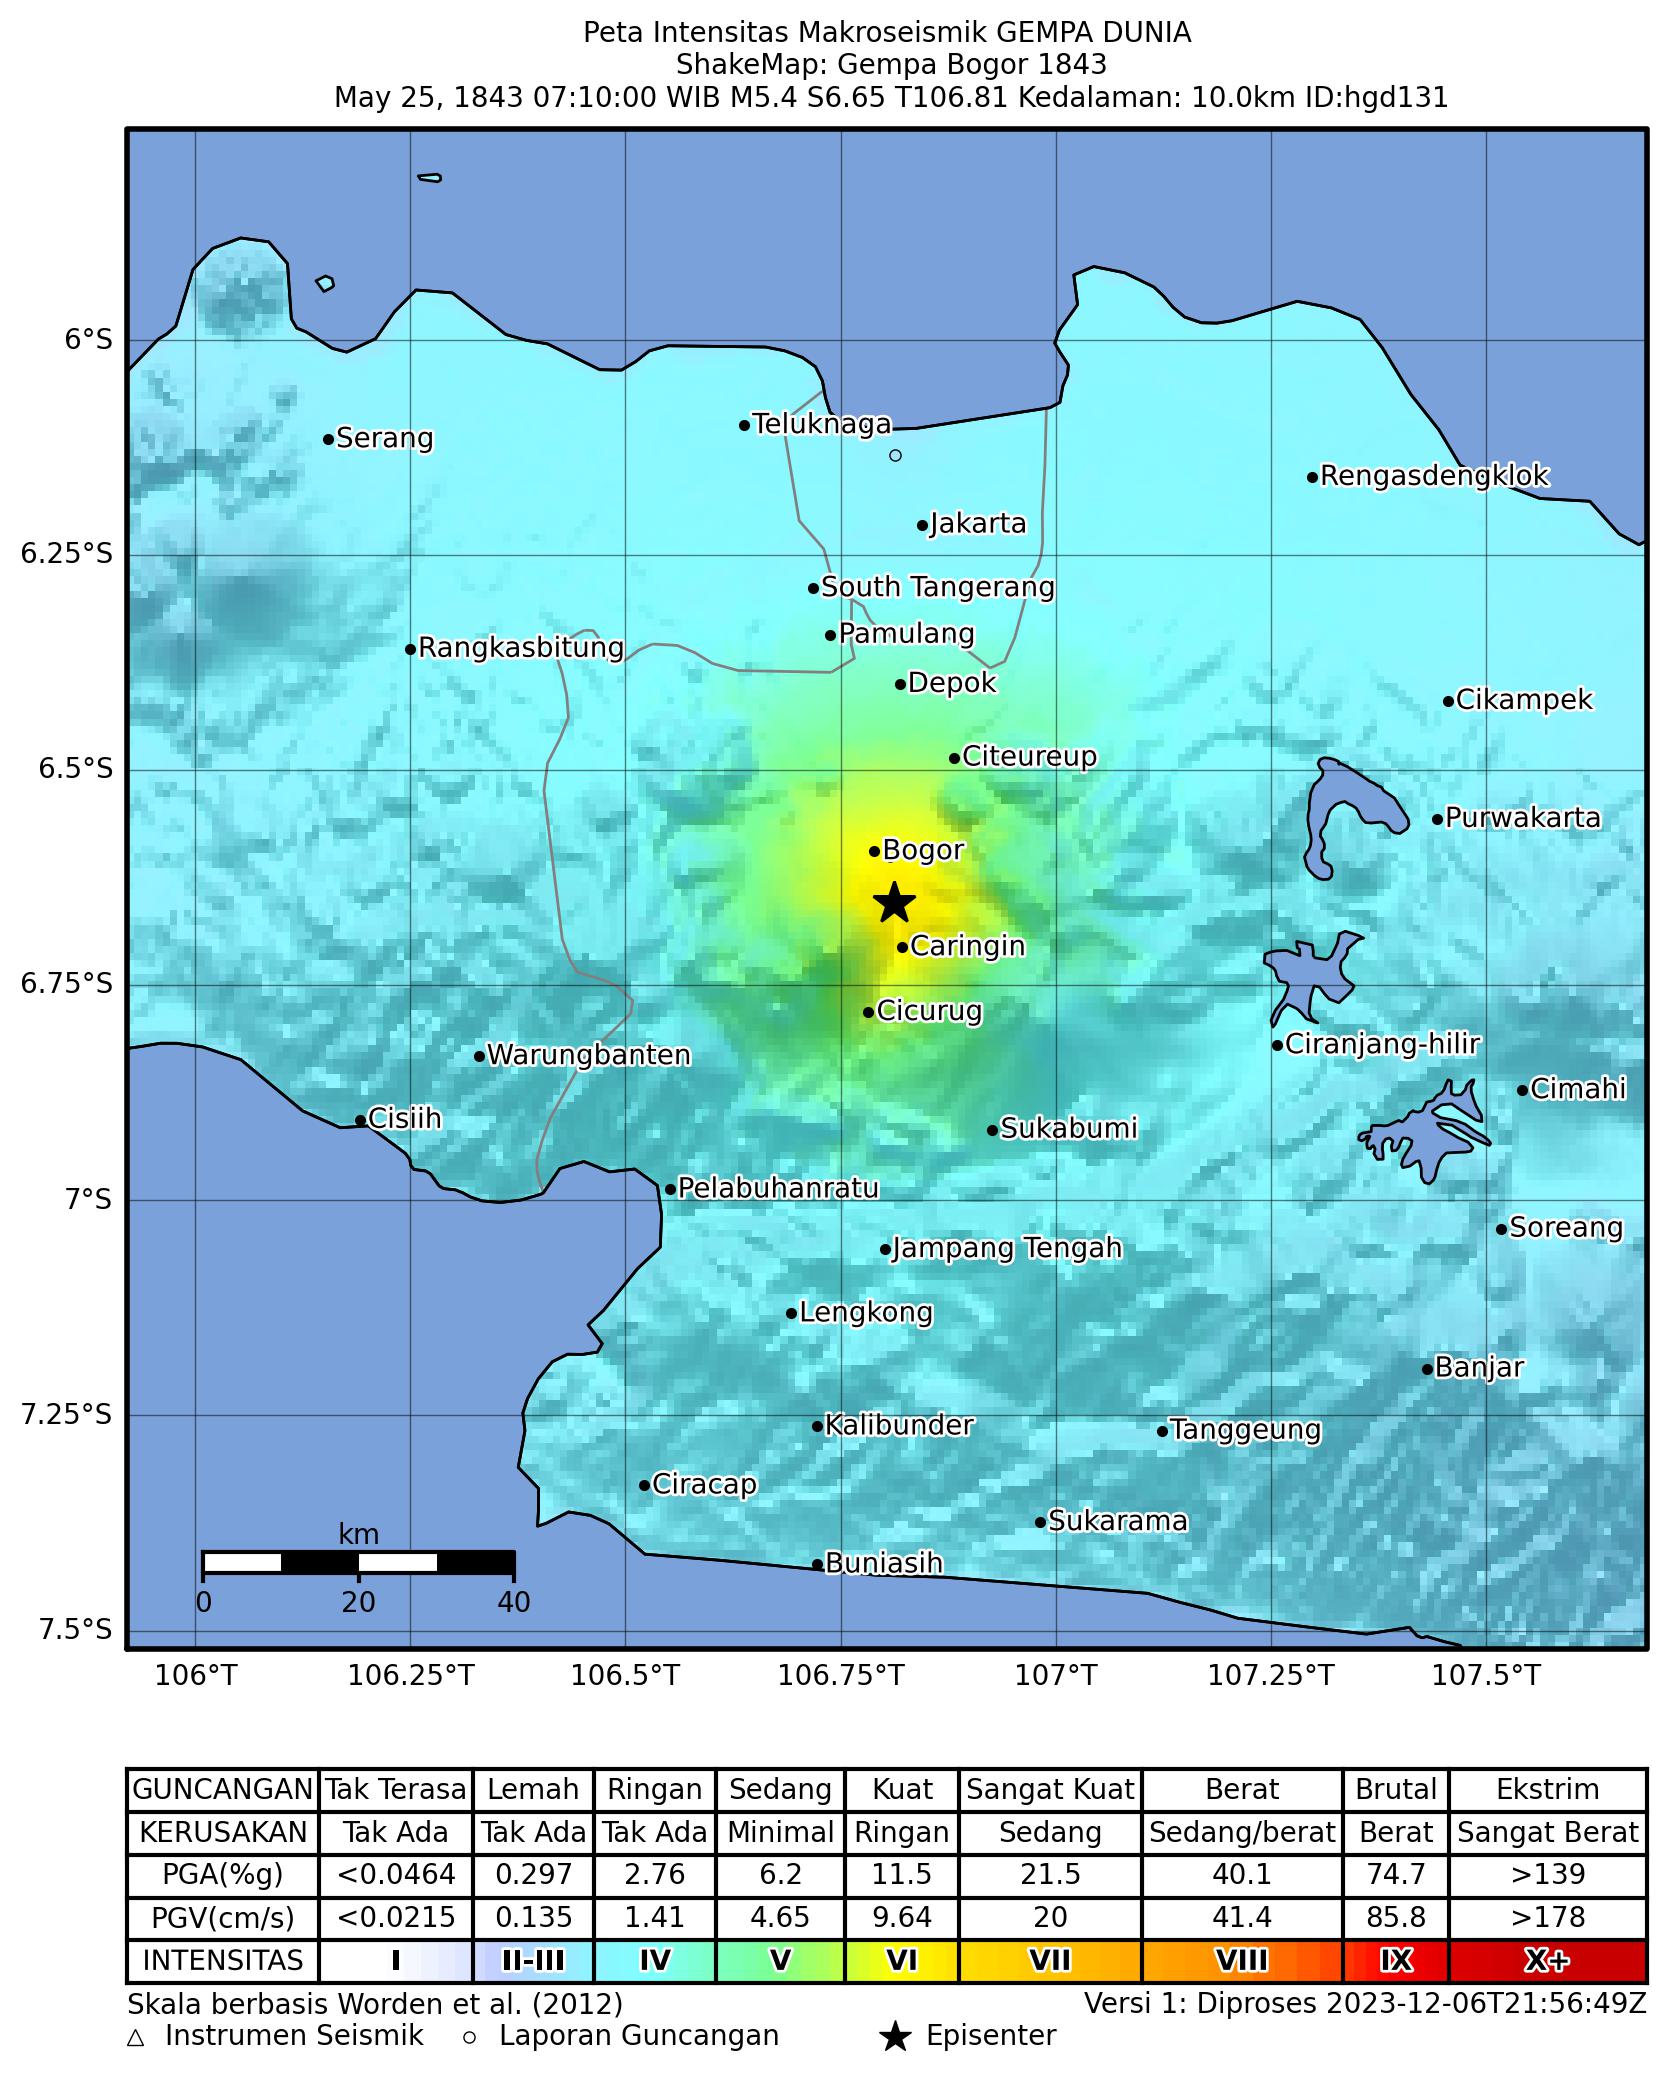 Peta Intensitas Makroseismik GEMPA DUNIA
ShakeMap: Gempa Bogor 1843
May 25, 1843 07:10:00 WIB M5.4 S6.65 T106.81 Kedalaman: 10.0km ID:hgd131
6°S
Teluknaga
Serang
Rengasdengklok
Jakarta
6.25°S
South Tangerang
Pamulang
Rangkasbitung
Depok
Cikampek
Citeureup
6.5°S
Purwakarta
Bogor
Caringin
6.75°S
Cicurug
Ciranjang-hilir
Warungbanten
Cimahi
Cisiih
Sukabumi
Pelabuhanratu
7°S
Soreang
Jampang Tengah
Lengkong
Banjar
7.25°S
Kalibunder
Tanggeung
Ciracap
Sukarama
km
Buniasih
0 20 40
7.5°S
106°T 106.25°T 106.5°T 106.75°T 107°T 107.25°T 107.5°T
GUNCANGAN Tak Terasa Lemah Ringan Sedang Kuat Sangat Kuat Berat Brutal Ekstrim
KERUSAKAN Tak Ada Tak Ada Tak Ada Minimal Ringan Sedang Sedang/berat Berat Sangat Berat
PGA(%g) <0.0464 0.297 2.76 6.2 11.5 21.5 40.1 74.7 >139
PGV(cm/s) <0.0215 0.135 1.41 4.65 9.64 20 41.4 85.8 >178
INTENSITAS I II-III IV V VI VII VIII IX X+
Skala berbasis Worden et al. (2012) Versi 1: Diproses 2023-12-06T21:56:49Z
Instrumen Seismik Laporan Guncangan Episenter